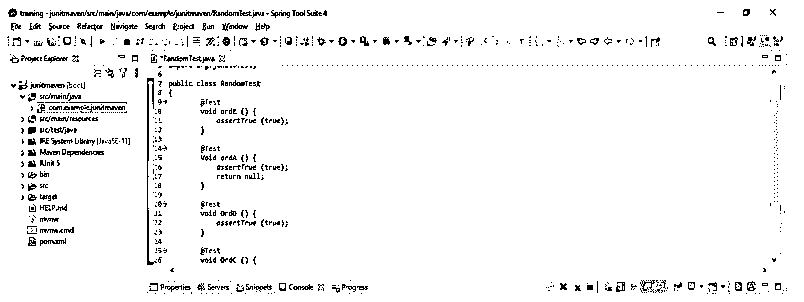 training - junitmaven/src/main/java/com/example/junitmaven/RandomTest.java - Spring Tool Suite 4
File Edit Source Refactor Navigate Search Project Run Window Help
Project Explorer
*RandomTest.java
junitmaven [boot]
src/main/java
com.example.junitmaven
src/main/resources
src/test/java
JRE System Library [JavaSE-11]
Maven Dependencies
JUnit 5
bin
src
target
HELP.md
mvnw
mvnw.cmd
pom.xml
6
7 public class RandomTest
8 {
9 @Test
10 void ordE () {
11 assertTrue (true);
12 }
13
14 @Test
15 Void ordA () {
16 assertTrue (true);
17 return null;
18 }
19
20 @Test
21 void OrdD () {
22 assertTrue (true);
23 }
24
25 @Test
26 void OrdC () {
Properties Servers Snippets Console Progress